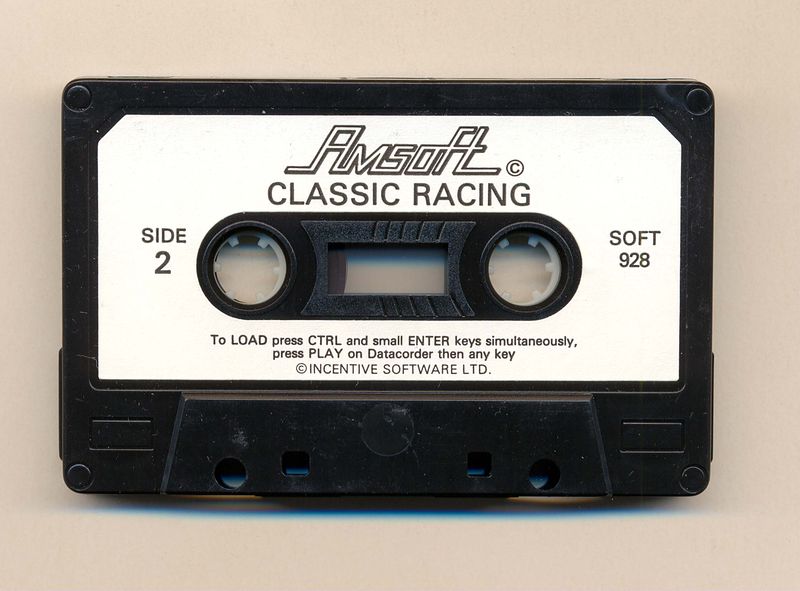 Amsoft ©
CLASSIC RACING
SIDE
2
SOFT
928
To LOAD press CTRL and small ENTER keys simultaneously,
press PLAY on Datacorder then any key
© INCENTIVE SOFTWARE LTD.